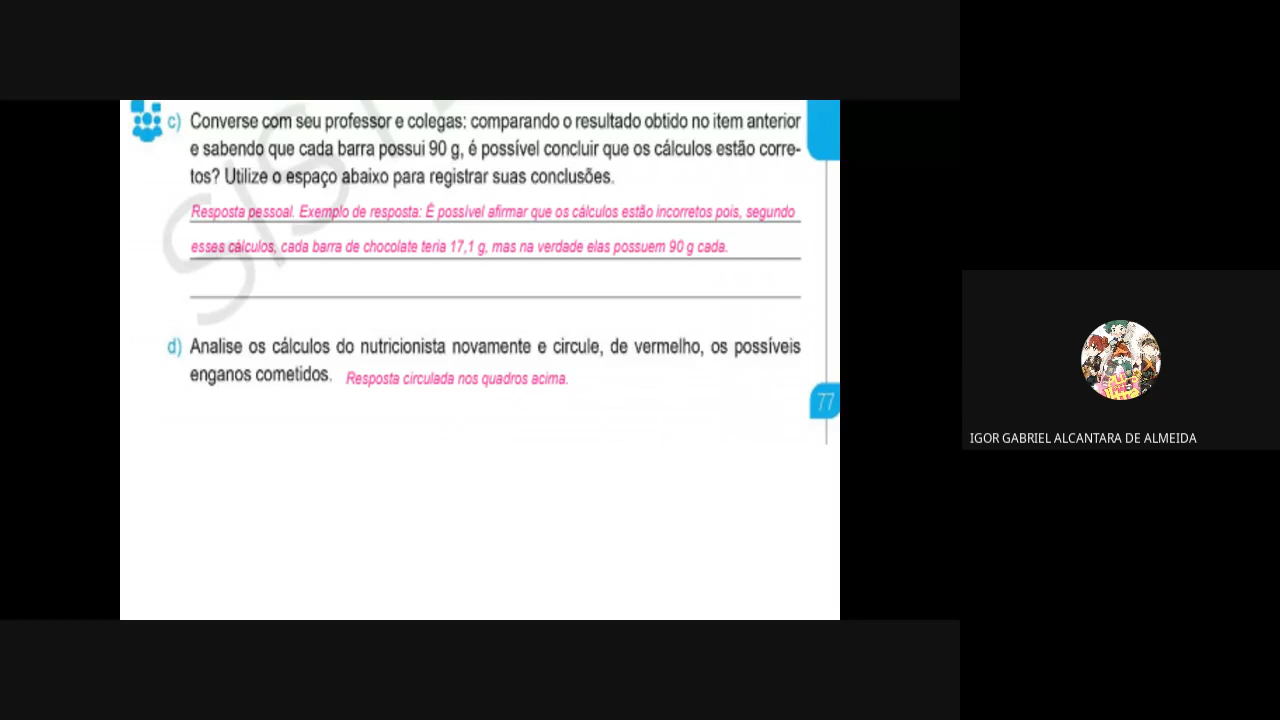 c) Converse com seu professor e colegas: comparando o resultado obtido no item anterior
e sabendo que cada barra possui 90 g, é possível concluir que os cálculos estão corre-
tos? Utilize o espaço abaixo para registrar suas conclusões.
Resposta pessoal. Exemplo de resposta: É possível afirmar que os cálculos estão incorretos pois, segundo
esses cálculos, cada barra de chocolate teria 17,1 g, mas na verdade elas possuem 90 g cada.
d) Analise os cálculos do nutricionista novamente e circule, de vermelho, os possíveis
enganos cometidos. Resposta circulada nos quadros acima.
77
IGOR GABRIEL ALCANTARA DE ALMEIDA